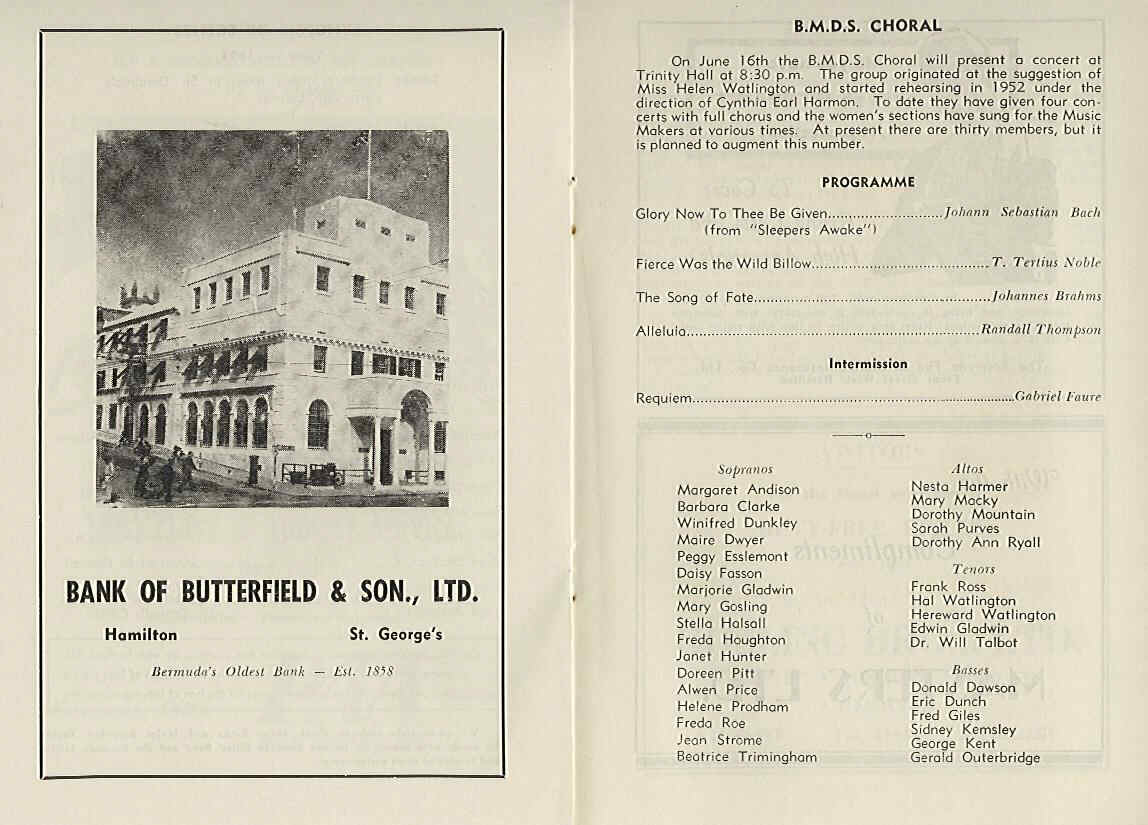 BANK OF BUTTERFIELD & SON., LTD.
Hamilton St. George's
Bermuda's Oldest Bank — Est. 1858
B.M.D.S. CHORAL
On June 16th the B.M.D.S. Choral will present a concert at
Trinity Hall at 8:30 p.m. The group originated at the suggestion of
Miss Helen Watlington and started rehearsing in 1952 under the
direction of Cynthia Earl Harmon. To date they have given four con-
certs with full chorus and the women's sections have sung for the Music
Makers at various times. At present there are thirty members, but it
is planned to augment this number.
PROGRAMME
Glory Now To Thee Be Given...........................Johann Sebastian Bach
(from "Sleepers Awake")
Fierce Was the Wild Billow...........................................T. Tertius Noble
The Song of Fate.........................................................Johannes Brahms
Alleluia.......................................................................Randall Thompson
Intermission
Requiem..............................................................................Gabriel Faure
Sopranos
Margaret Andison
Barbara Clarke
Winifred Dunkley
Maire Dwyer
Peggy Esslemont
Daisy Fasson
Marjorie Gladwin
Mary Gosling
Stella Halsall
Freda Houghton
Janet Hunter
Doreen Pitt
Alwen Price
Helene Prodham
Freda Roe
Jean Strome
Beatrice Trimingham
Altos
Nesta Harmer
Mary Macky
Dorothy Mountain
Sarah Purves
Dorothy Ann Ryall
Tenors
Frank Ross
Hal Watlington
Hereward Watlington
Edwin Gladwin
Dr. Will Talbot
Basses
Donald Dawson
Eric Dunch
Fred Giles
Sidney Kemsley
George Kent
Gerald Outerbridge